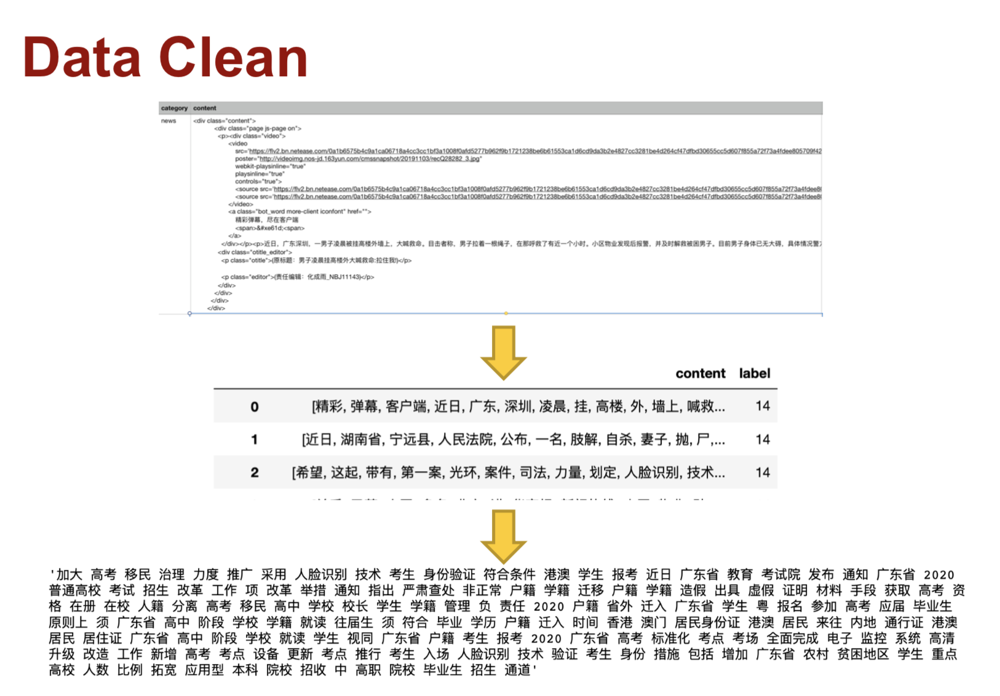 Data Clean
category content
news <div class="content">
<div class="page js-page on">
<p><div class="video">
<video
src='https://flv2.bn.netease.com/0a1b6575b4c9a1ca06718a4cc3cc1bf3a1008f0afd5277b962f9b1721238be6b61553ca1d6cd9da3b2e4827cc3281be4d264cf47dfbd30655cc5d607f855a72f73a4fdee805709f42
poster="http://videoimg.nos-jd.163yun.com/cmssnapshot/20191103/recQ28282_3.jpg"
webkit-playsinline="true"
playsinline="true"
controls="true">
<source src='https://flv2.bn.netease.com/0a1b6575b4c9a1ca06718a4cc3cc1bf3a1008f0afd5277b962f9b1721238be6b61553ca1d6cd9da3b2e4827cc3281be4d264cf47dfbd30655cc5d607f855a72f73a4fdee8
<source src='https://flv2.bn.netease.com/0a1b6575b4c9a1ca06718a4cc3cc1bf3a1008f0afd5277b962f9b1721238be6b61553ca1d6cd9da3b2e4827cc3281be4d264cf47dfbd30655cc5d607f855a72f73a4fdee8
</video>
<a class="bot_word more-client iconfont" href="">
精彩弹幕，尽在客户端
<span>&#xe61d;<span>
</a>
</div></p><p>近日，广东深圳，一男子凌晨被挂高楼外墙上，大喊救命。目击者称，男子拉着一根绳子，在那呼救了有近一个小时。小区物业发现后报警，并及时解救被困男子。目前男子身体已无大碍，具体情况警
<div class="otitle_editor">
<p class="otitle">(原标题：男子凌晨挂高楼外大喊救命:拉住我!)</p>
<p class="editor">(责任编辑：化成雨_NBJ11143)</p>
</div>
</div>
</div>
</div>
content label
0 [精彩, 弹幕, 客户端, 近日, 广东, 深圳, 凌晨, 挂, 高楼, 外, 墙上, 喊救... 14
1 [近日, 湖南省, 宁远县, 人民法院, 公布, 一名, 肢解, 自杀, 妻子, 抛, 尸,... 14
2 [希望, 这起, 带有, 第一案, 光环, 案件, 司法, 力量, 划定, 人脸识别, 技术... 14
'加大 高考 移民 治理 力度 推广 采用 人脸识别 技术 考生 身份验证 符合条件 港澳 学生 报考 近日 广东省 教育 考试院 发布 通知 广东省 2020
普通高校 考试 招生 改革 工作 项 改革 举措 通知 指出 严肃查处 非正常 户籍 学籍 迁移 户籍 学籍 造假 出具 虚假 证明 材料 手段 获取 高考 资
格 在册 在校 人籍 分离 高考 移民 高中 学校 校长 学生 学籍 管理 负 责任 2020 户籍 省外 迁入 广东省 学生 粤 报名 参加 高考 应届 毕业生
原则上 须 广东省 高中 阶段 学校 学籍 就读 往届生 须 符合 毕业 学历 户籍 迁入 时间 香港 澳门 居民身份证 港澳 居民 来往 内地 通行证 港澳
居民 居住证 广东省 高中 阶段 学校 就读 学生 视同 广东省 户籍 考生 报考 2020 广东省 高考 标准化 考点 考场 全面完成 电子 监控 系统 高清
升级 改造 工作 新增 高考 考点 设备 更新 考点 推行 考生 入场 人脸识别 技术 验证 考生 身份 措施 包括 增加 广东省 农村 贫困地区 学生 重点
高校 人数 比例 拓宽 应用型 本科 院校 招收 中 高职 院校 毕业生 招生 通道'